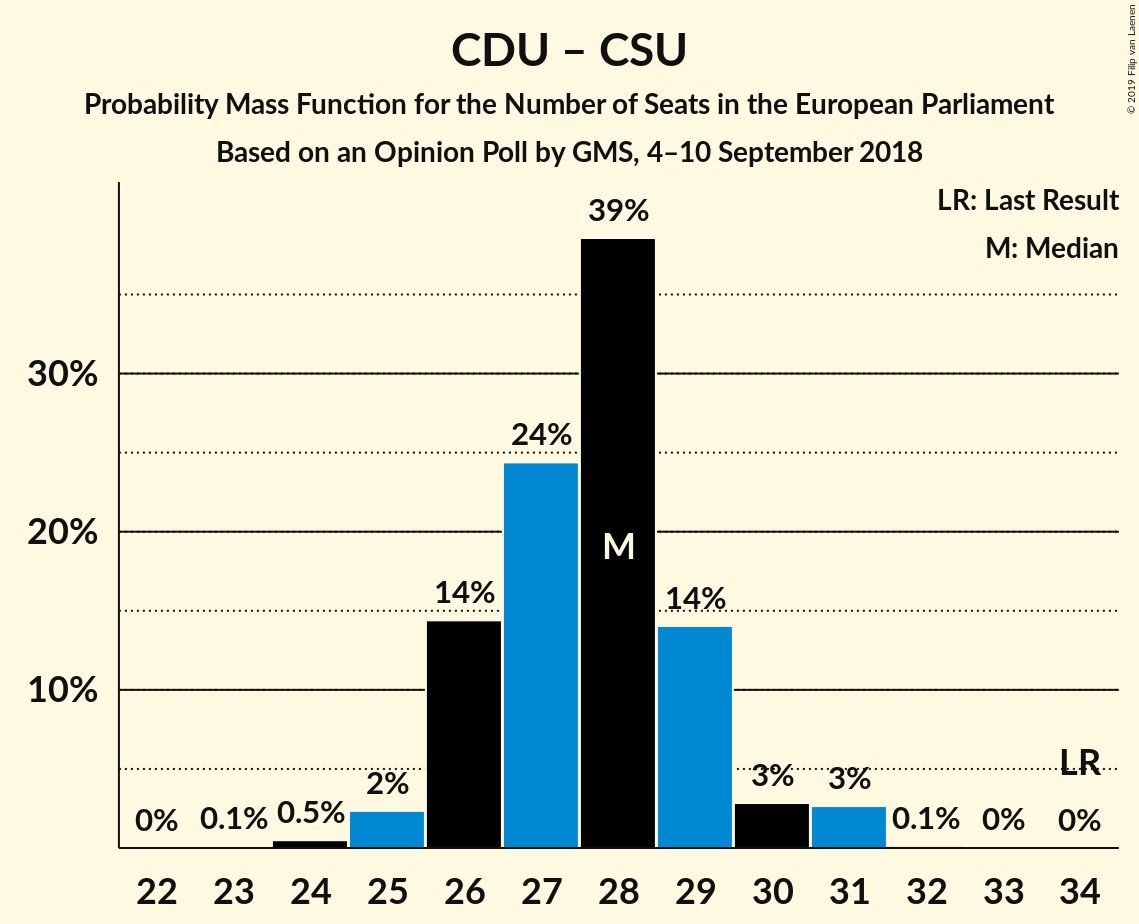 CDU – CSU
Probability Mass Function for the Number of Seats in the European Parliament
Based on an Opinion Poll by GMS, 4–10 September 2018
© 2019 Filip van Laenen
LR: Last Result
M: Median
39%
30%
24%
20%
M
14%
14%
10%
LR
2%
3%
3%
0%
0.1%
0.5%
0.1%
0%
0%
22 23 24 25 26 27 28 29 30 31 32 33 34